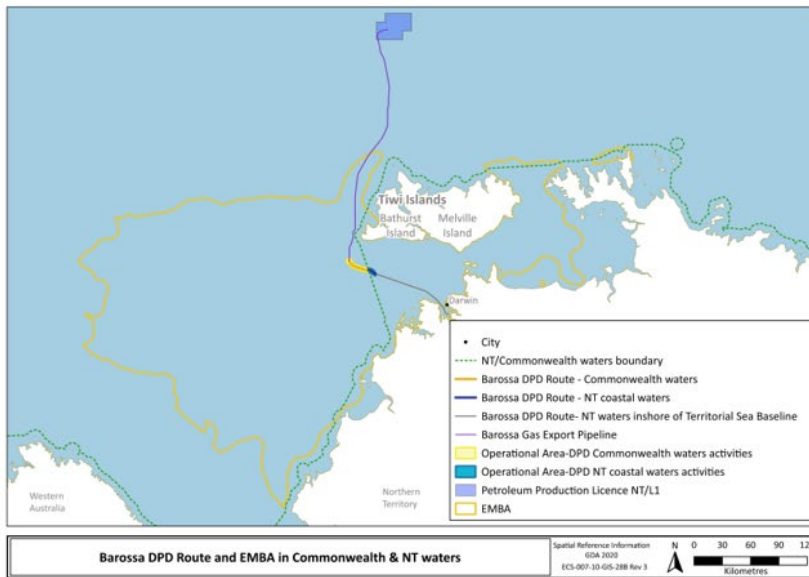 Tiwi Islands
Bathurst
Island
Melville
Island
Darwin
Western
Australia
Northern
Territory
City
NT/Commonwealth waters boundary
Barossa DPD Route - Commonwealth waters
Barossa DPD Route - NT coastal waters
Barossa DPD Route- NT waters inshore of Territorial Sea Baseline
Barossa Gas Export Pipeline
Operational Area-DPD Commonwealth waters activities
Operational Area-DPD NT coastal waters activities
Petroleum Production Licence NT/L1
EMBA
Barossa DPD Route and EMBA in Commonwealth & NT waters
Spatial Reference Information
GDA 2020
ECS-007-10-GIS-28B Rev 3
N
0 30 60 90
Kilometres